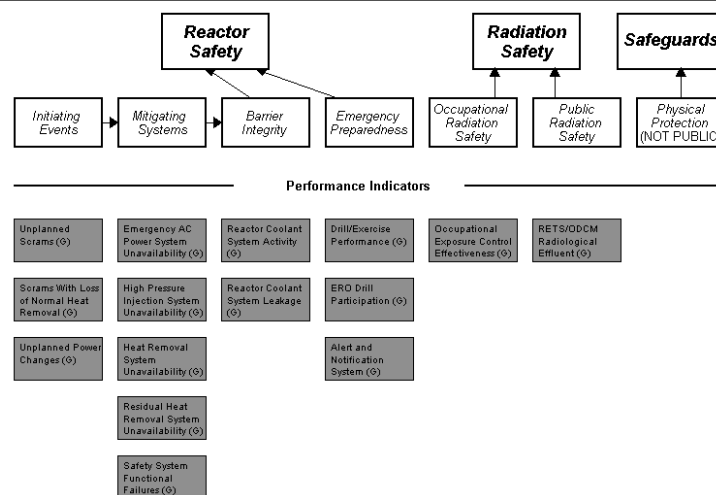 Reactor
Safety
Radiation
Safety
Safeguards
Initiating
Events
Mitigating
Systems
Barrier
Integrity
Emergency
Preparedness
Occupational
Radiation
Safety
Public
Radiation
Safety
Physical
Protection
(NOT PUBLIC
Performance Indicators
Unplanned
Scrams (G)
Emergency AC
Power System
Unavailability (G)
Reactor Coolant
System Activity
(G)
Drill/Exercise
Performance (G)
Occupational
Exposure Control
Effectiveness (G)
RETS/ODCM
Radiological
Effluent (G)
Scrams With Loss
of Normal Heat
Removal (G)
High Pressure
Injection System
Unavailability (G)
Reactor Coolant
System Leakage (G)
ERO Drill
Participation (G)
Unplanned Power
Changes (G)
Heat Removal
System
Unavailability (G)
Alert and
Notification
System (G)
Residual Heat
Removal System
Unavailability (G)
Safety System
Functional
Failures (G)